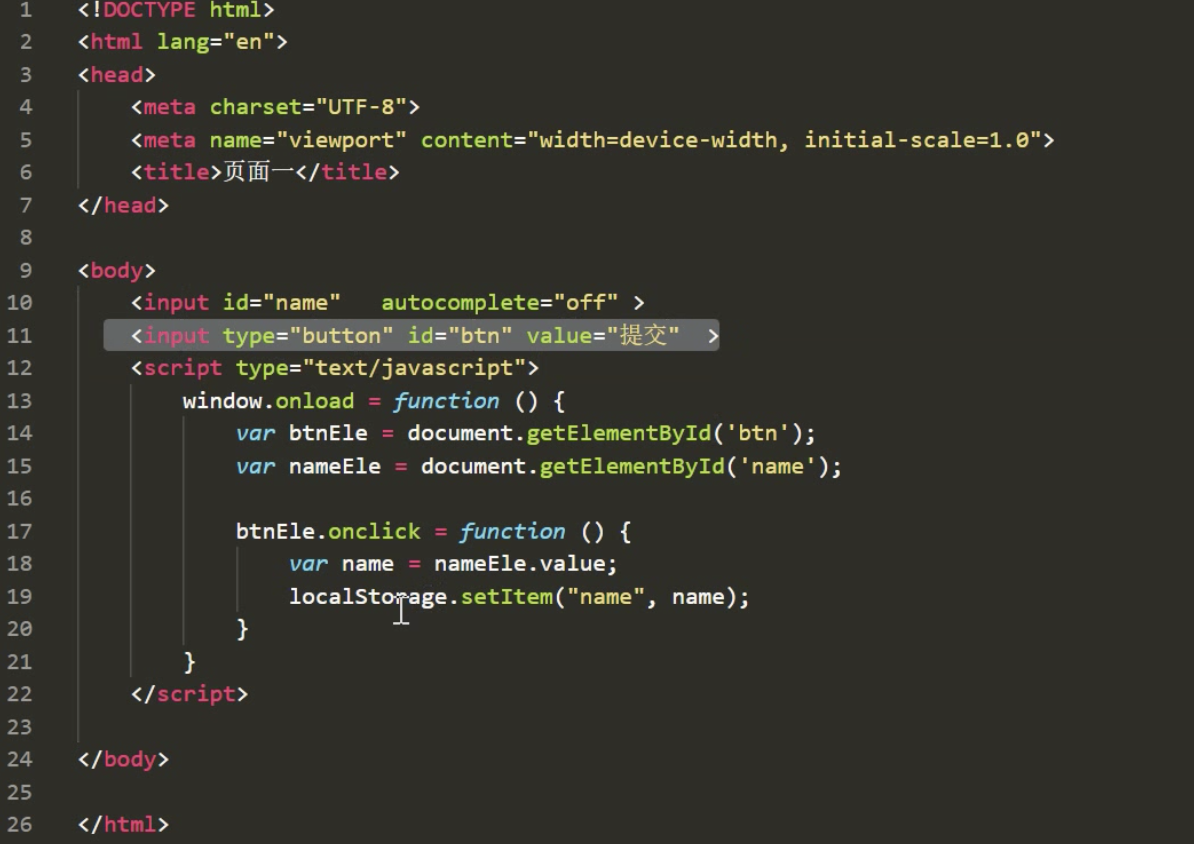 1 <!DOCTYPE html>
2 <html lang="en">
3 <head>
4     <meta charset="UTF-8">
5     <meta name="viewport" content="width=device-width, initial-scale=1.0">
6     <title>页面一</title>
7 </head>
8
9 <body>
10     <input id="name"   autocomplete="off" >
11     <input type="button" id="btn" value="提交"  >
12     <script type="text/javascript">
13         window.onload = function () {
14             var btnEle = document.getElementById('btn');
15             var nameEle = document.getElementById('name');
16
17             btnEle.onclick = function () {
18                 var name = nameEle.value;
19                 localStorage.setItem("name", name);
20             }
21         }
22     </script>
23
24 </body>
25
26 </html>